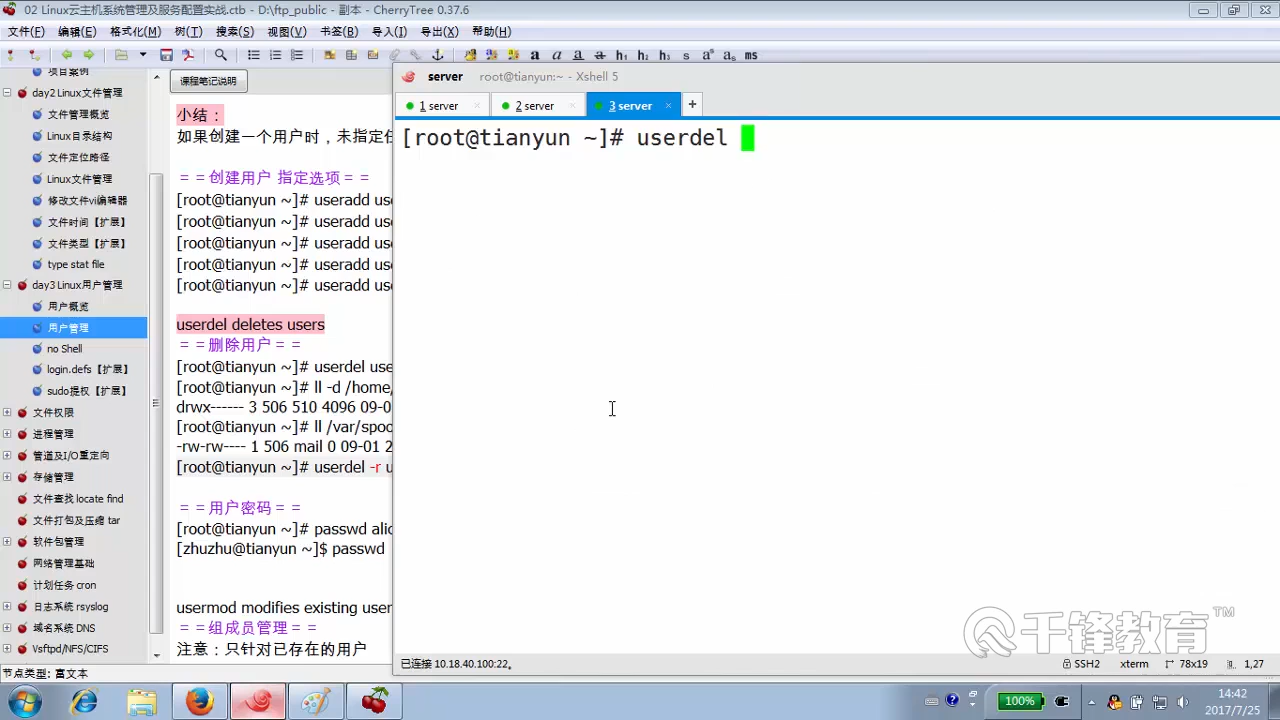 02 Linux云主机系统管理及服务配置实战.ctb - D:\ftp_public - 副本 - CherryTree 0.37.6
文件(F) 编辑(E) 格式化(M) 树(T) 搜索(S) 视图(V) 书签(B) 导入(I) 导出(X) 帮助(H)
a a a a h₁ h₂ h₃ s aˢ aₛ ms
项目案例
day2 Linux文件管理
文件管理概览
Linux目录结构
文件定位路径
Linux文件管理
修改文件vi编辑器
文件时间【扩展】
文件类型【扩展】
type stat file
day3 Linux用户管理
用户概览
用户管理
no Shell
login.defs【扩展】
sudo提权【扩展】
文件权限
进程管理
管道及I/O重定向
存储管理
文件查找 locate find
文件打包及压缩 tar
软件包管理
网络管理基础
计划任务 cron
日志系统 rsyslog
域名系统 DNS
Vsftpd/NFS/CIFS
节点类型: 富文本
课程笔记说明
小结：
如果创建一个用户时，未指定任
==创建用户 指定选项==
[root@tianyun ~]# useradd use
[root@tianyun ~]# useradd use
[root@tianyun ~]# useradd use
[root@tianyun ~]# useradd use
[root@tianyun ~]# useradd use
userdel deletes users
==删除用户==
[root@tianyun ~]# userdel use
[root@tianyun ~]# ll -d /home/
drwx------ 3 506 510 4096 09-0
[root@tianyun ~]# ll /var/spoo
-rw-rw---- 1 506 mail 0 09-01 2
[root@tianyun ~]# userdel -r u
==用户密码==
[root@tianyun ~]# passwd alic
[zhuzhu@tianyun ~]$ passwd
usermod modifies existing user
==组成员管理==
注意：只针对已存在的用户
server root@tianyun:~ - Xshell 5
1 server × 2 server × 3 server × +
[root@tianyun ~]# userdel
千锋教育™
已连接 10.18.40.100:22。 SSH2 xterm 78x19 1,27
100%
14:42
2017/7/25